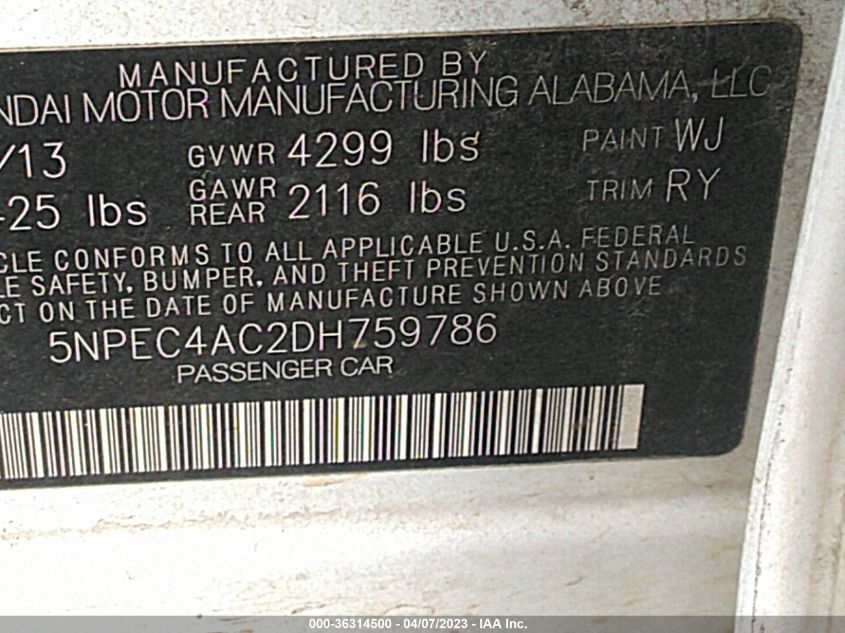 MANUFACTURED BY
NDAI MOTOR MANUFACTURING ALABAMA, LLC
/13 GVWR 4299 lbs PAINT WJ
25 lbs GAWR REAR 2116 lbs TRIM RY
CLE CONFORMS TO ALL APPLICABLE U.S.A. FEDERAL
E SAFETY, BUMPER, AND THEFT PREVENTION STANDARDS
CT ON THE DATE OF MANUFACTURE SHOWN ABOVE
5NPEC4AC2DH759786
PASSENGER CAR
000-36314500 - 04/07/2023 - IAA Inc.